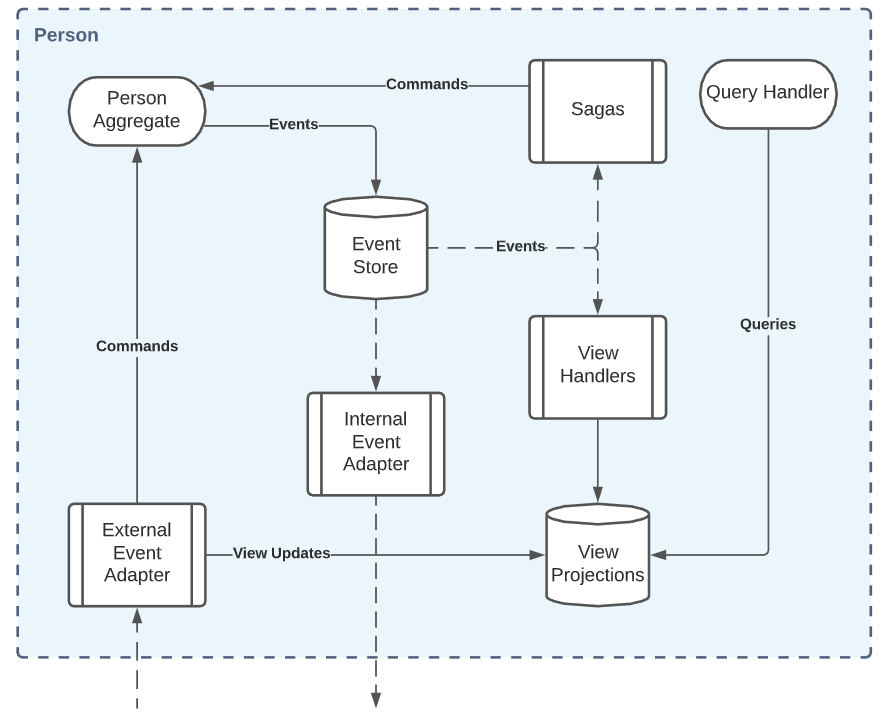 Person
Person
Aggregate
Commands
Sagas
Query Handler
Events
Event
Store
Events
Commands
Queries
View
Handlers
Internal
Event
Adapter
External
Event
Adapter
View Updates
View
Projections